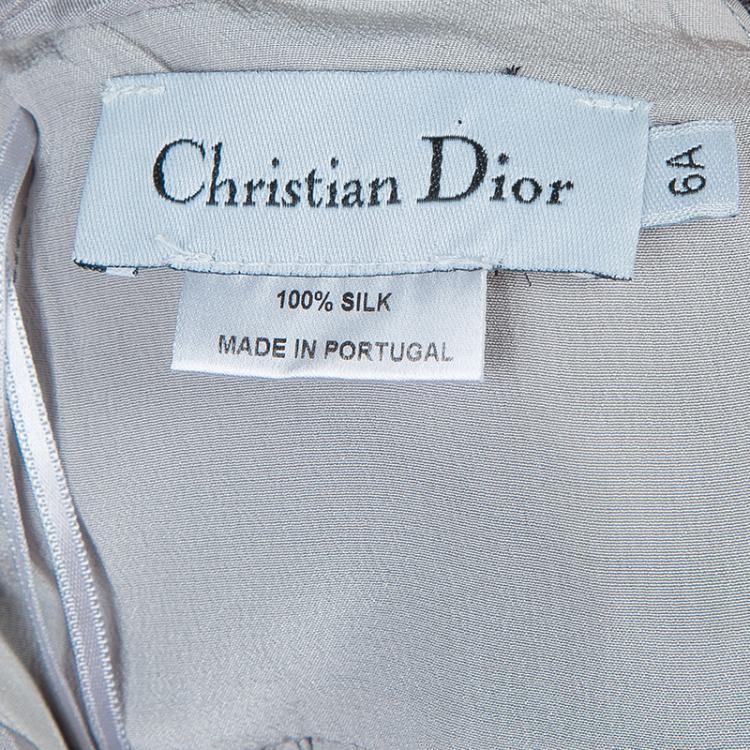 Christian Dior
6A
100% SILK
MADE IN PORTUGAL